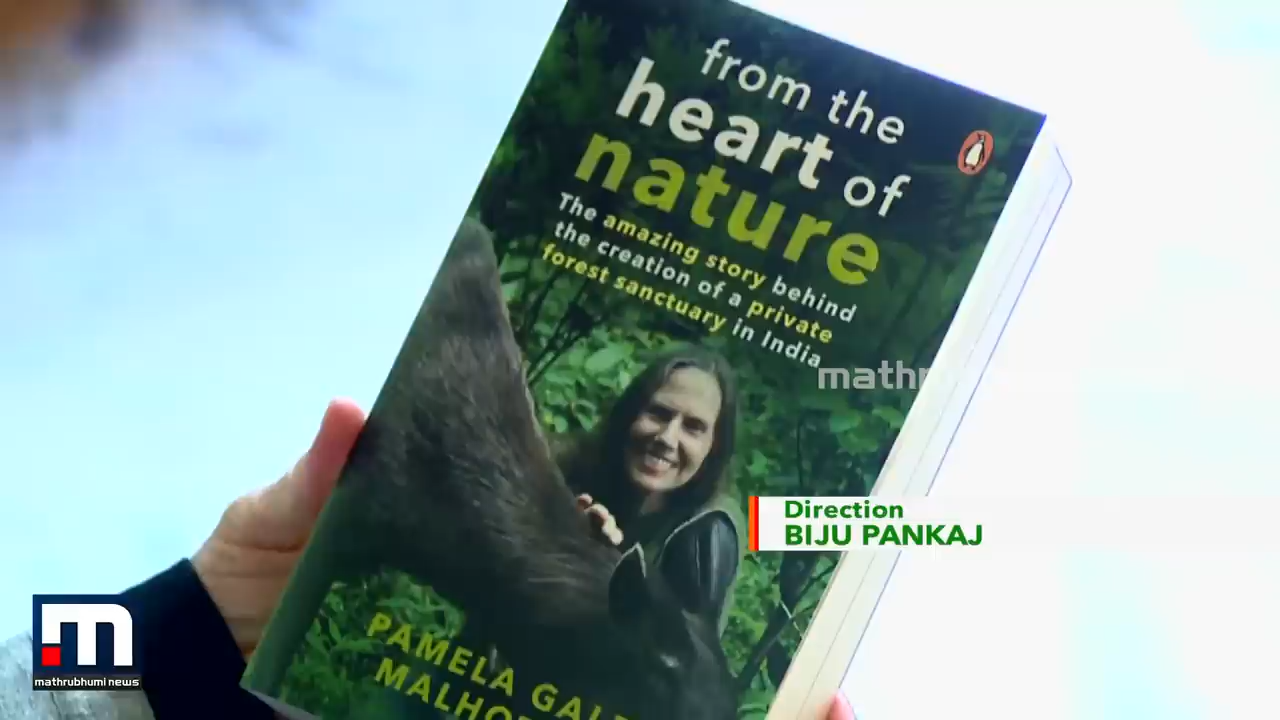 from the
heart of
nature
The amazing story behind
the creation of a private
forest sanctuary in India
mathr
Direction
BIJU PANKAJ
PAMELA GALE
MALHO
mathrubhumi news